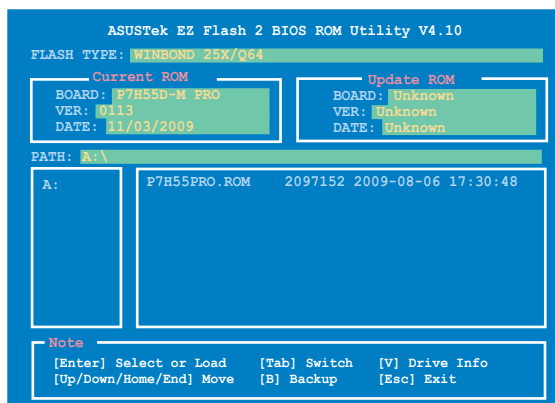 ASUSTek EZ Flash 2 BIOS ROM Utility V4.10
FLASH TYPE: WINBOND 25X/Q64
Current ROM
BOARD: P7H55D-M PRO
VER: 0113
DATE: 11/03/2009
Update ROM
BOARD: Unknown
VER: Unknown
DATE: Unknown
PATH: A:\
A:
P7H55PRO.ROM 2097152 2009-08-06 17:30:48
Note
[Enter] Select or Load [Tab] Switch [V] Drive Info
[Up/Down/Home/End] Move [B] Backup [Esc] Exit